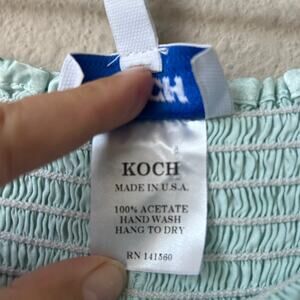 KOCH
MADE IN U.S.A.
100% ACETATE
HAND WASH
HANG TO DRY
RN 141560